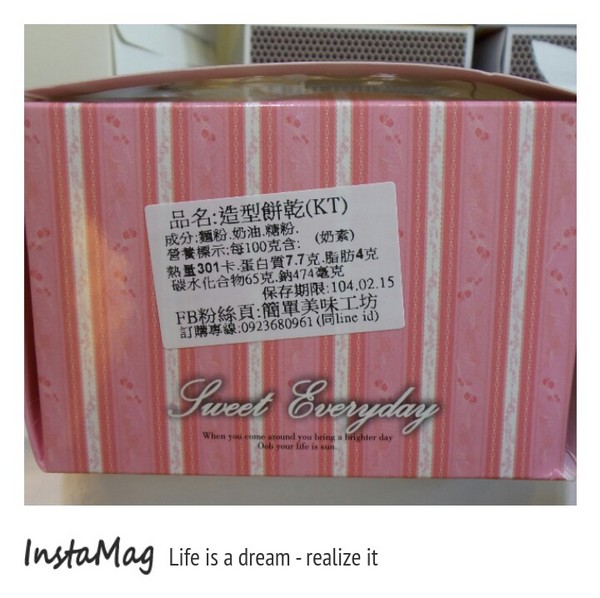 品名:造型餅乾(KT)
成分:麵粉.奶油.糖粉.
營養標示:每100克含: (奶素)
熱量301卡.蛋白質7.7克.脂肪4克
碳水化合物65克.鈉474毫克
保存期限:104.02.15
FB粉絲頁:簡單美味工坊
訂購專線:0923680961(同line id)
Sweet Everyday
When you come around you bring a brighter day
Oob your life is sun.
InstaMag Life is a dream - realize it